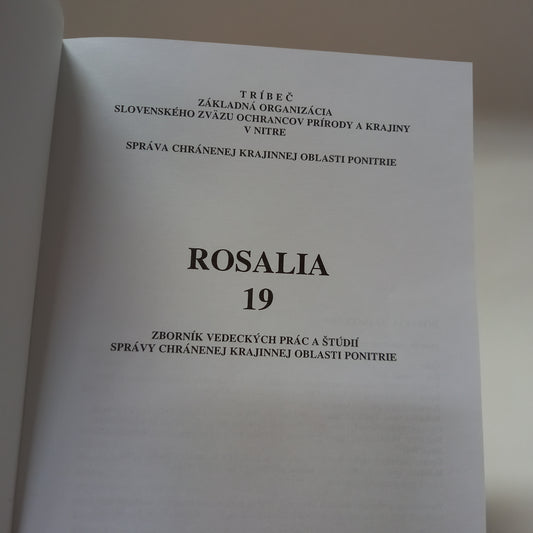 TRÍBEČ
ZÁKLADNÁ ORGANIZÁCIA
SLOVENSKÉHO ZVÄZU OCHRANCOV PRÍRODY A KRAJINY
V NITRE
SPRÁVA CHRÁNENEJ KRAJINNEJ OBLASTI PONITRIE
ROSALIA
19
ZBORNÍK VEDECKÝCH PRÁC A ŠTÚDIÍ
SPRÁVY CHRÁNENEJ KRAJINNEJ OBLASTI PONITRIE